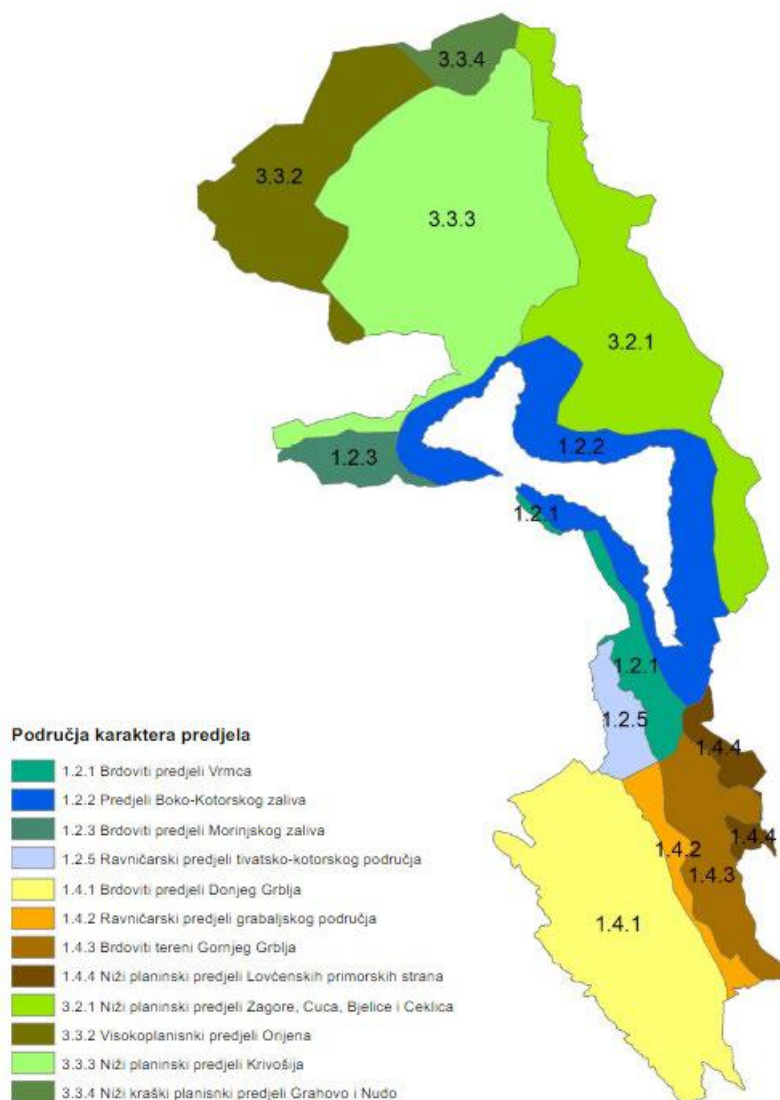 3.3.4
3.3.2
3.3.3
3.2.1
1.2.2
1.2.3
1.2.1
1.2.1
1.2.5
1.4.4
1.4.4
1.4.2
1.4.3
1.4.1
Područja karaktera predjela
1.2.1 Brdoviti predjeli Vrmca
1.2.2 Predjeli Boko-Kotorskog zaliva
1.2.3 Brdoviti predjeli Morinjskog zaliva
1.2.5 Ravničarski predjeli tivatsko-kotorskog područja
1.4.1 Brdoviti predjeli Donjeg Grblja
1.4.2 Ravničarski predjeli grabaljskog područja
1.4.3 Brdoviti tereni Gornjeg Grblja
1.4.4 Niži planinski predjeli Lovćenskih primorskih strana
3.2.1 Niži planinski predjeli Zagore, Cuca, Bjelice i Ceklica
3.3.2 Visokoplanisnki predjeli Orijena
3.3.3 Niži planinski predjeli Krivošija
3.3.4 Niži kraški planisnki predjeli Grahovo i Nudo